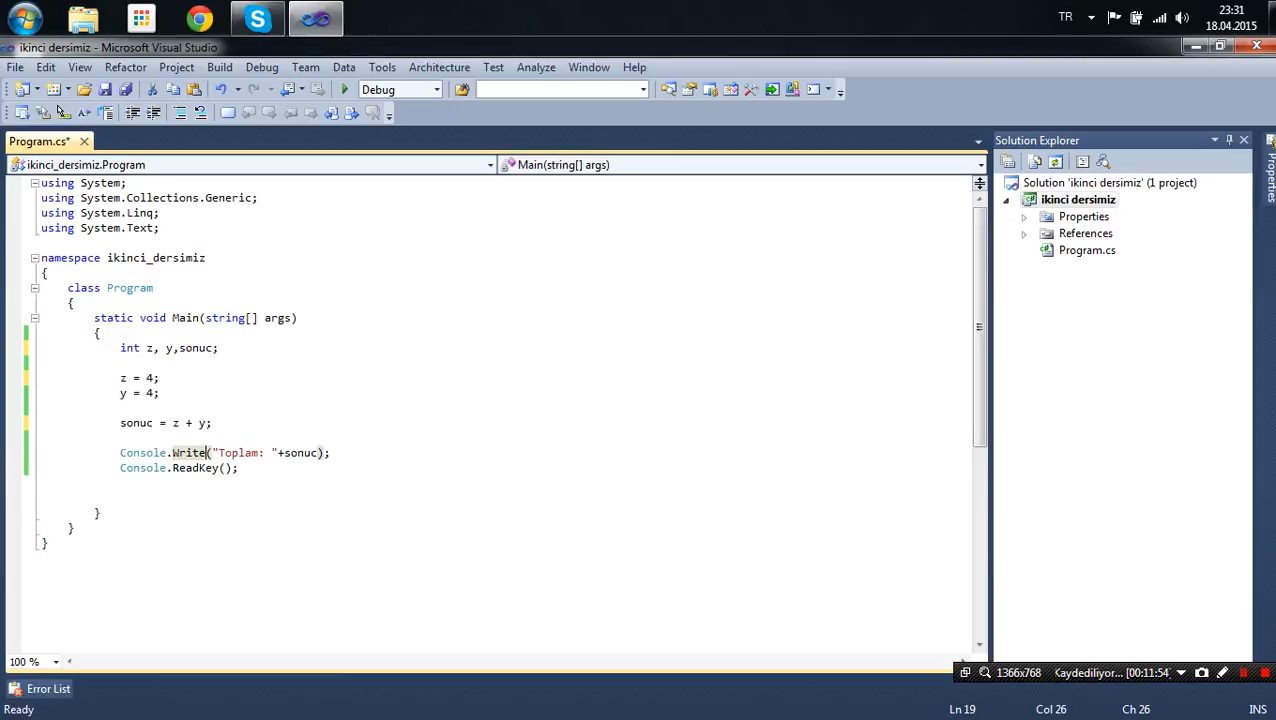 TR
23:31
18.04.2015
ikinci dersimiz - Microsoft Visual Studio
File Edit View Refactor Project Build Debug Team Data Tools Architecture Test Analyze Window Help
Debug
Program.cs*
ikinci_dersimiz.Program
Main(string[] args)
using System;
using System.Collections.Generic;
using System.Linq;
using System.Text;
namespace ikinci_dersimiz
{
class Program
{
static void Main(string[] args)
{
int z, y,sonuc;
z = 4;
y = 4;
sonuc = z + y;
Console.Write("Toplam: "+sonuc);
Console.ReadKey();
}
}
}
100 %
Solution Explorer
Solution 'ikinci dersimiz' (1 project)
ikinci dersimiz
Properties
References
Program.cs
Properties
1366x768 Kaydediliyor... [00:11:54]
Error List
Ready Ln 19 Col 26 Ch 26 INS